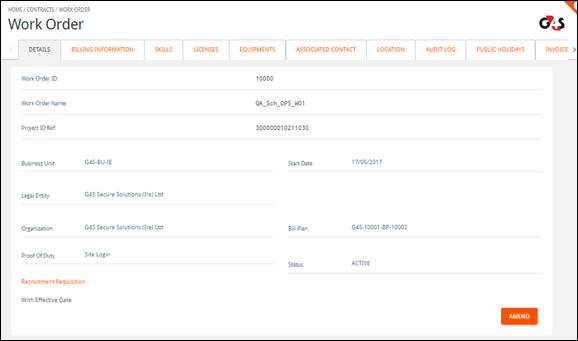 HOME / CONTRACTS / WORK ORDER
Work Order
G4S
DETAILS BILLING INFORMATION SKILLS LICENSES EQUIPMENTS ASSOCIATED CONTACT LOCATION AUDIT LOG PUBLIC HOLIDAYS INVOICE
Work Order ID: 10000
Work Order Name: QA_Sch_OPS_WO1
Project ID Ref: 300000010211030
Business Unit G4S-BU-IE Start Date 17/05/2017
Legal Entity G4S Secure Solutions (Ire) Ltd
Organisation G4S Secure Solutions (Ire) Ltd Bill Plan G4S-10001-BP-10002
Proof Of Duty Site Login Status ACTIVE
Recruitment Requisition
With Effective Date
AMEND